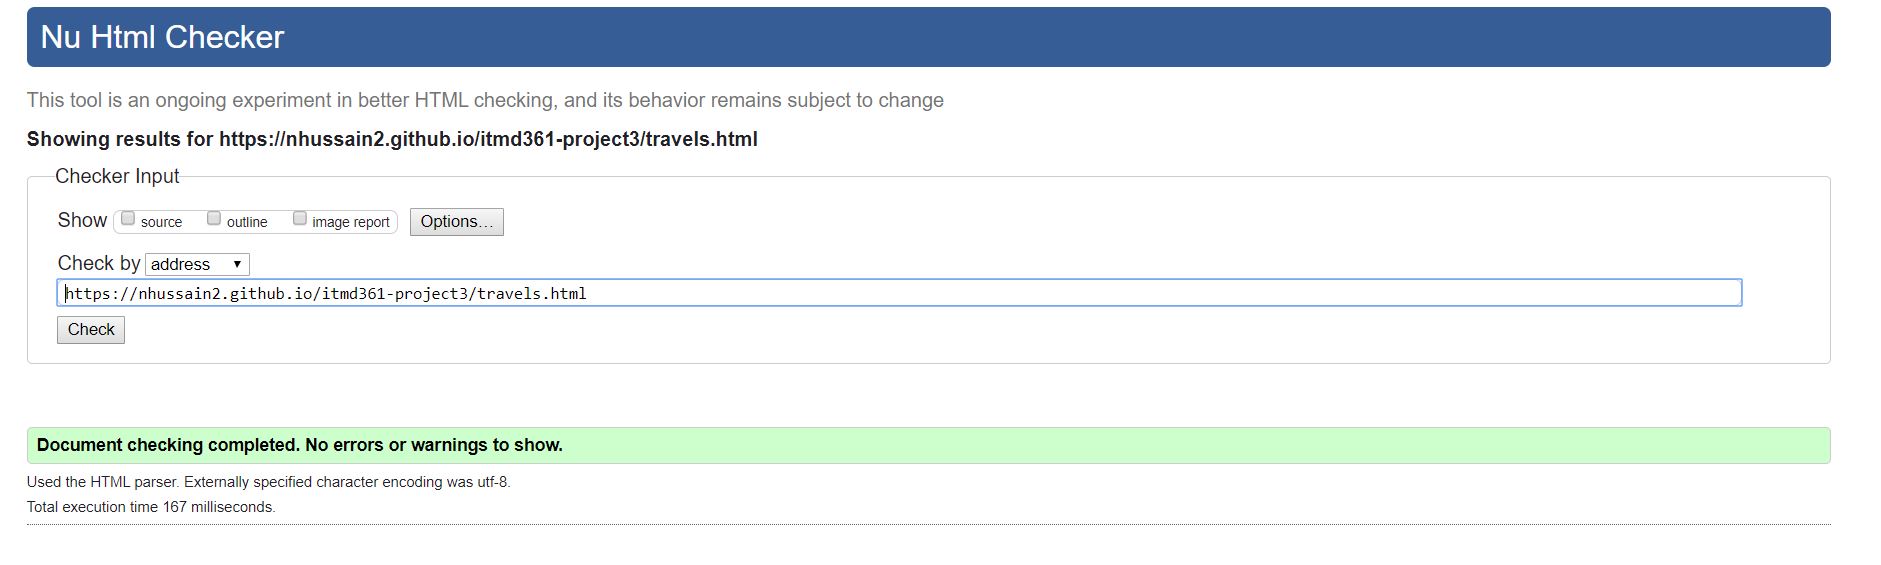 Nu Html Checker
This tool is an ongoing experiment in better HTML checking, and its behavior remains subject to change
Showing results for https://nhussain2.github.io/itmd361-project3/travels.html
Checker Input
Show source outline image report Options...
Check by address
https://nhussain2.github.io/itmd361-project3/travels.html
Check
Document checking completed. No errors or warnings to show.
Used the HTML parser. Externally specified character encoding was utf-8.
Total execution time 167 milliseconds.